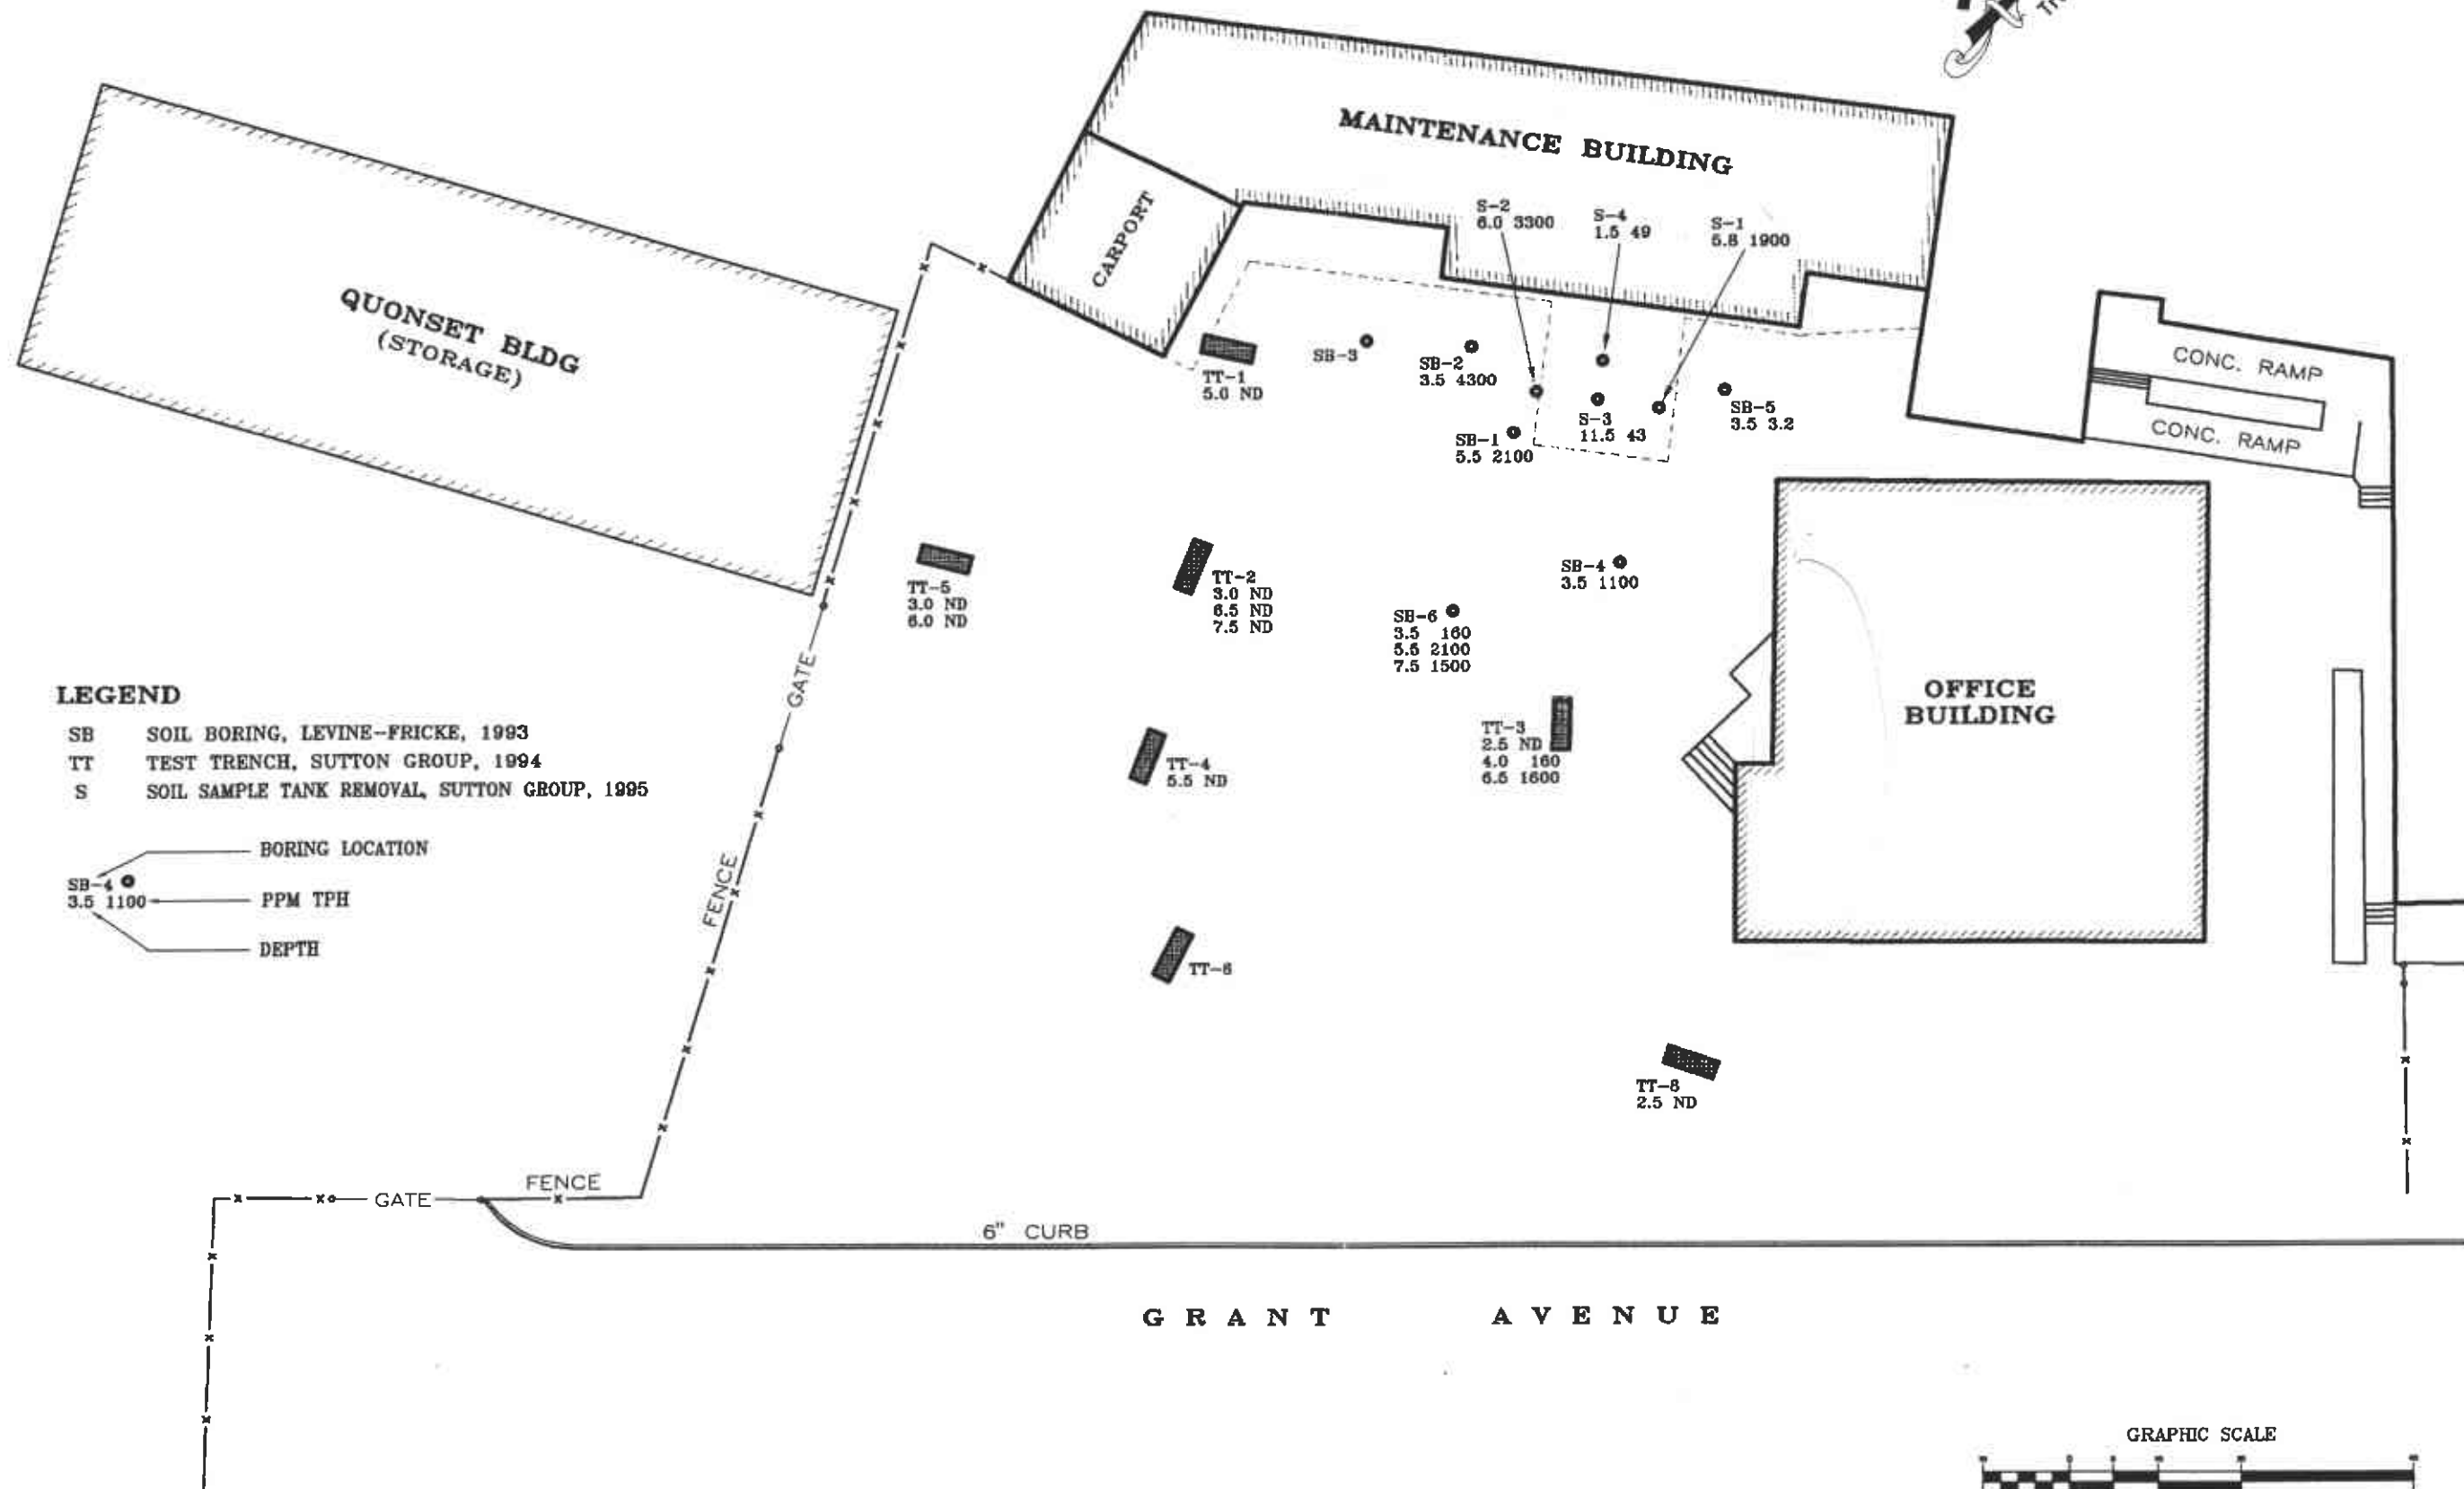 MAINTENANCE BUILDING
CARPORT
QUONSET BLDG
(STORAGE)
S-2
6.0 3300
S-4
1.5 49
S-1
5.8 1900
TT-1
5.0 ND
SB-3
SB-2
3.5 4300
SB-1
5.5 2100
S-3
11.5 43
SB-5
3.5 3.2
CONC. RAMP
CONC. RAMP
TT-5
3.0 ND
6.0 ND
TT-2
3.0 ND
6.5 ND
7.5 ND
SB-4
3.5 1100
SB-6
3.5 160
5.5 2100
7.5 1500
GATE
TT-3
2.5 ND
4.0 160
6.5 1600
TT-4
5.5 ND
OFFICE
BUILDING
LEGEND
SB SOIL BORING, LEVINE-FRICKE, 1993
TT TEST TRENCH, SUTTON GROUP, 1994
S SOIL SAMPLE TANK REMOVAL, SUTTON GROUP, 1995
BORING LOCATION
SB-4
3.5 1100
PPM TPH
DEPTH
FENCE
TT-6
TT-8
2.5 ND
FENCE
GATE
6" CURB
GRANT AVENUE
GRAPHIC SCALE